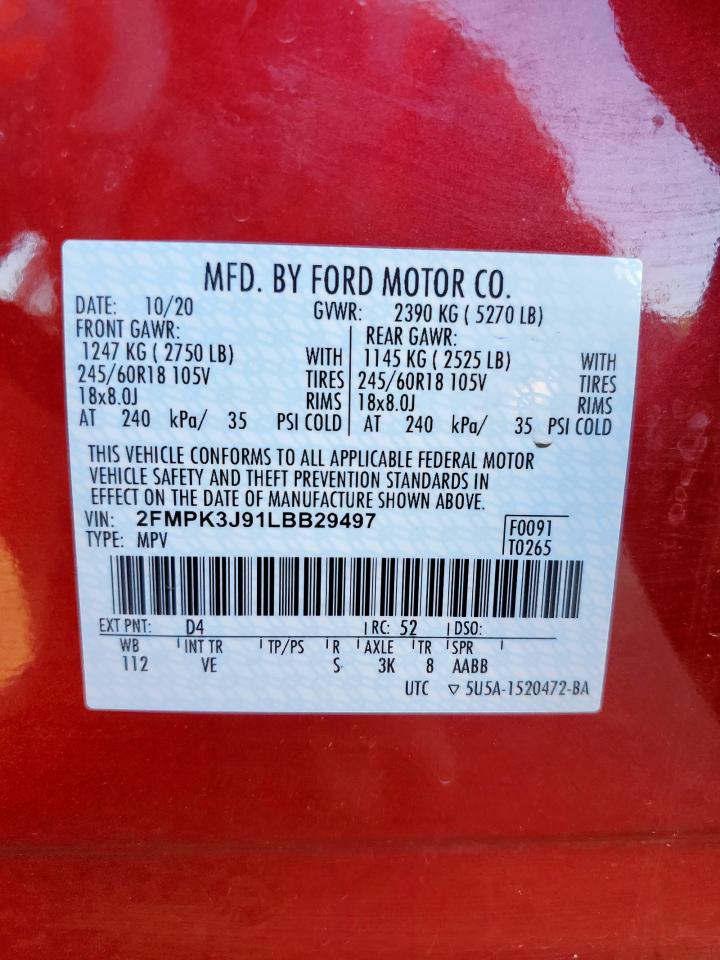 MFD. BY FORD MOTOR CO.
DATE: 10/20 GVWR: 2390 KG ( 5270 LB)
FRONT GAWR: REAR GAWR:
1247 KG ( 2750 LB) WITH 1145 KG ( 2525 LB) WITH
245/60R18 105V TIRES 245/60R18 105V TIRES
18x8.0J RIMS 18x8.0J RIMS
AT 240 kPa/ 35 PSI COLD AT 240 kPa/ 35 PSI COLD
THIS VEHICLE CONFORMS TO ALL APPLICABLE FEDERAL MOTOR
VEHICLE SAFETY AND THEFT PREVENTION STANDARDS IN
EFFECT ON THE DATE OF MANUFACTURE SHOWN ABOVE.
VIN: 2FMPK3J91LBB29497 F0091
TYPE: MPV T0265
EXT PNT: D4 RC: 52 DSO:
WB INT TR TP/PS R AXLE TR SPR
112 VE S 3K 8 AABB
UTC ▽ 5U5A-1520472-BA